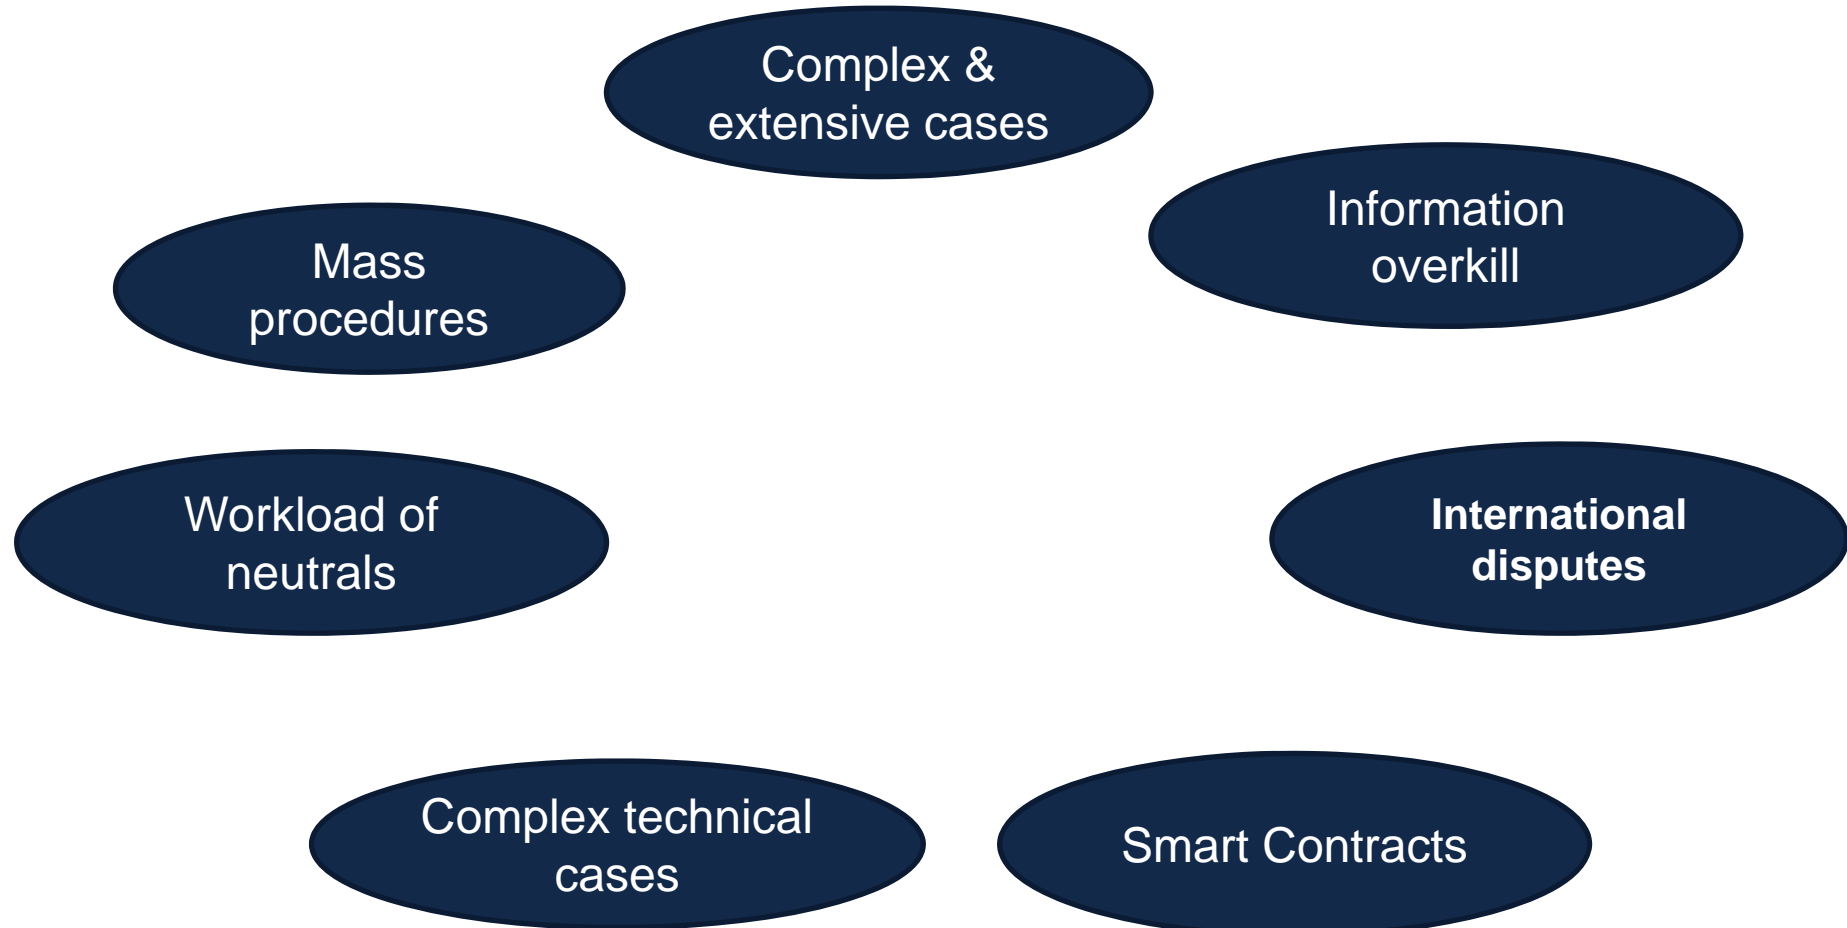 Complex &
extensive cases
Information
overkill
Mass
procedures
Workload of
neutrals
International
disputes
Complex technical
cases
Smart Contracts